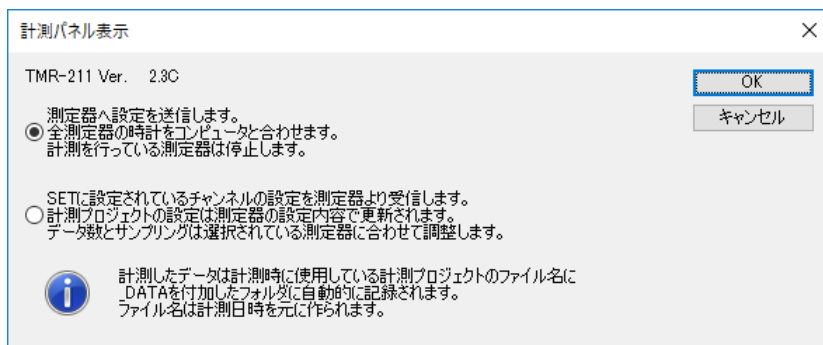 計測パネル表示
TMR-211 Ver. 2.3C
OK
キャンセル
測定器へ設定を送信します。
全測定器の時計をコンピュータと合わせます。
計測を行っている測定器は停止します。
SETに設定されているチャンネルの設定を測定器より受信します。
計測プロジェクトの設定は測定器の設定内容で更新されます。
データ数とサンプリングは選択されている測定器に合わせて調整します。
計測したデータは計測時に使用している計測プロジェクトのファイル名に
_DATAを付加したフォルダに自動的に記録されます。
ファイル名は計測日時を元に作られます。